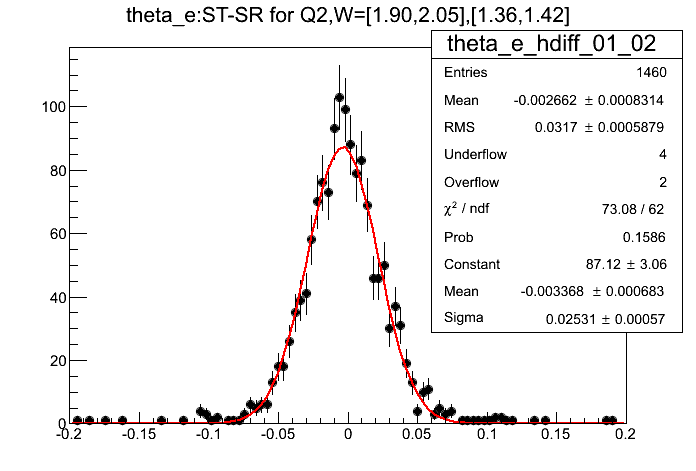 theta_e:ST-SR for Q2,W=[1.90,2.05],[1.36,1.42]
theta_e_hdiff_01_02
Entries 1460
Mean -0.002662 ± 0.0008314
RMS 0.0317 ± 0.0005879
Underflow 4
Overflow 2
χ² / ndf 73.08 / 62
Prob 0.1586
Constant 87.12 ± 3.06
Mean -0.003368 ± 0.000683
Sigma 0.02531 ± 0.00057
100
80
60
40
20
0
-0.2 -0.15 -0.1 -0.05 0 0.05 0.1 0.15 0.2